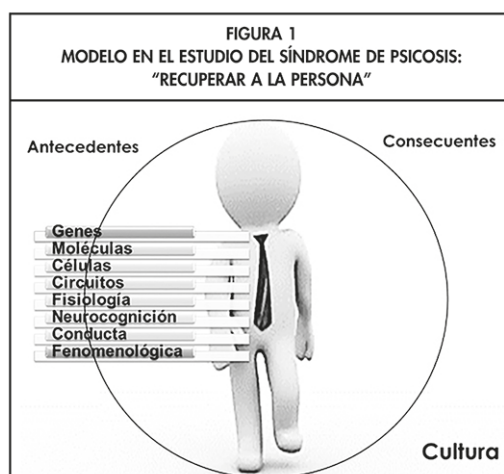 FIGURA 1
MODELO EN EL ESTUDIO DEL SÍNDROME DE PSICOSIS:
“RECUPERAR A LA PERSONA”
Antecedentes
Consecuentes
Genes
Moléculas
Células
Circuitos
Fisiología
Neurocognición
Conducta
Fenomenológica
Cultura